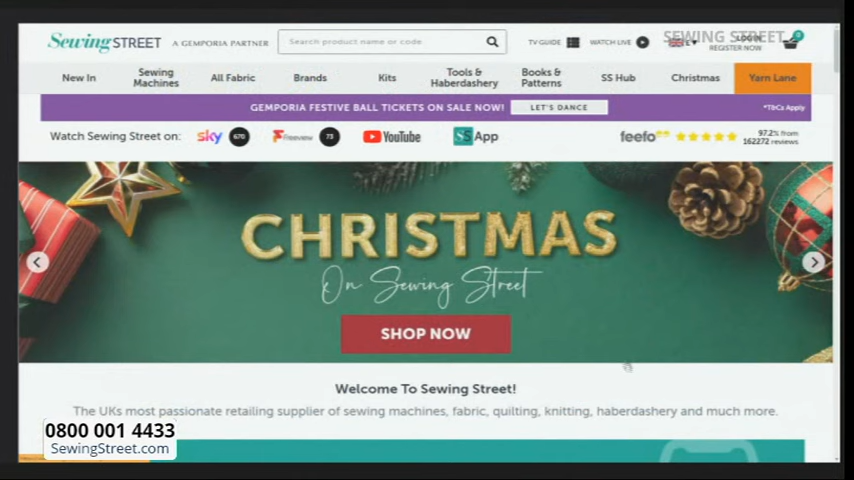 Sewing STREET
A GEMPORIA PARTNER
Search product name or code
TV GUIDE
WATCH LIVE
SEWING STREET
LOGIN
REGISTER NOW
0
New In
Sewing
Machines
All Fabric
Brands
Kits
Tools &
Haberdashery
Books &
Patterns
SS Hub
Christmas
Yarn Lane
GEMPORIA FESTIVE BALL TICKETS ON SALE NOW!
LET'S DANCE
*T&Cs Apply
Watch Sewing Street on:
sky
670
Freeview
73
YouTube
SS App
feefo
97.2% from
162272 reviews
CHRISTMAS
On Sewing Street
SHOP NOW
Welcome To Sewing Street!
The UKs most passionate retailing supplier of sewing machines, fabric, quilting, knitting, haberdashery and much more.
0800 001 4433
SewingStreet.com